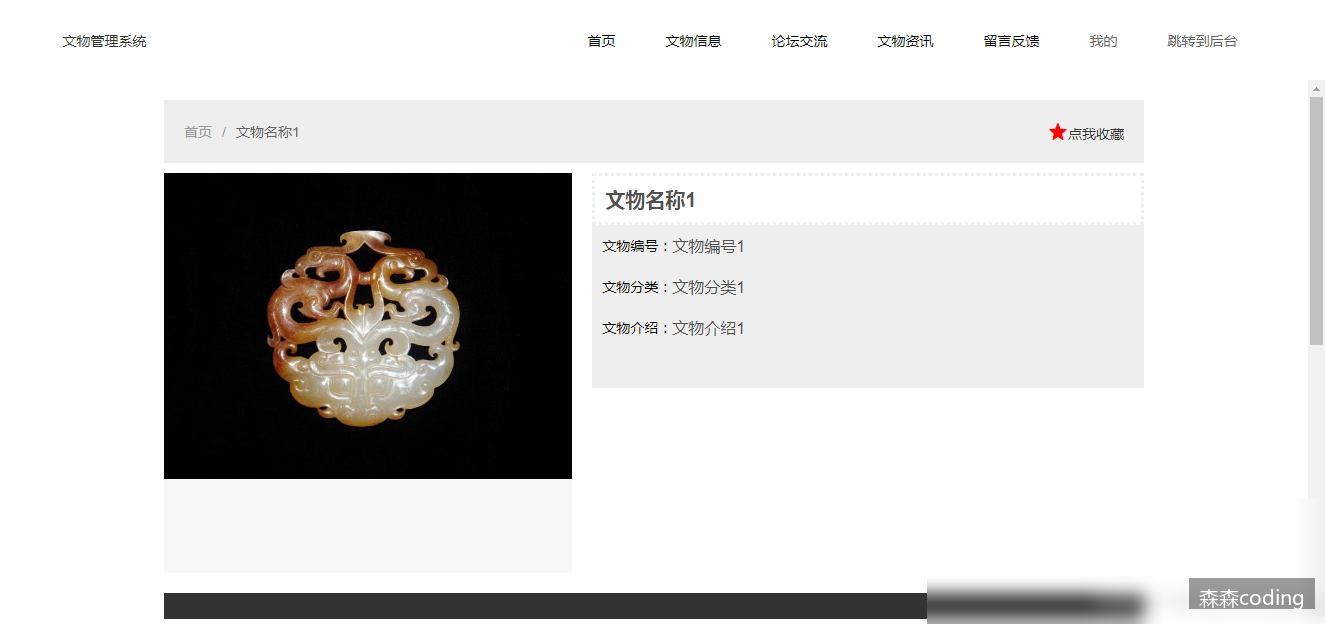 文物管理系统
首页 文物信息 论坛交流 文物资讯 留言反馈 我的 跳转到后台
首页 / 文物名称1
点我收藏
文物名称1
文物编号：文物编号1
文物分类：文物分类1
文物介绍：文物介绍1
森森coding